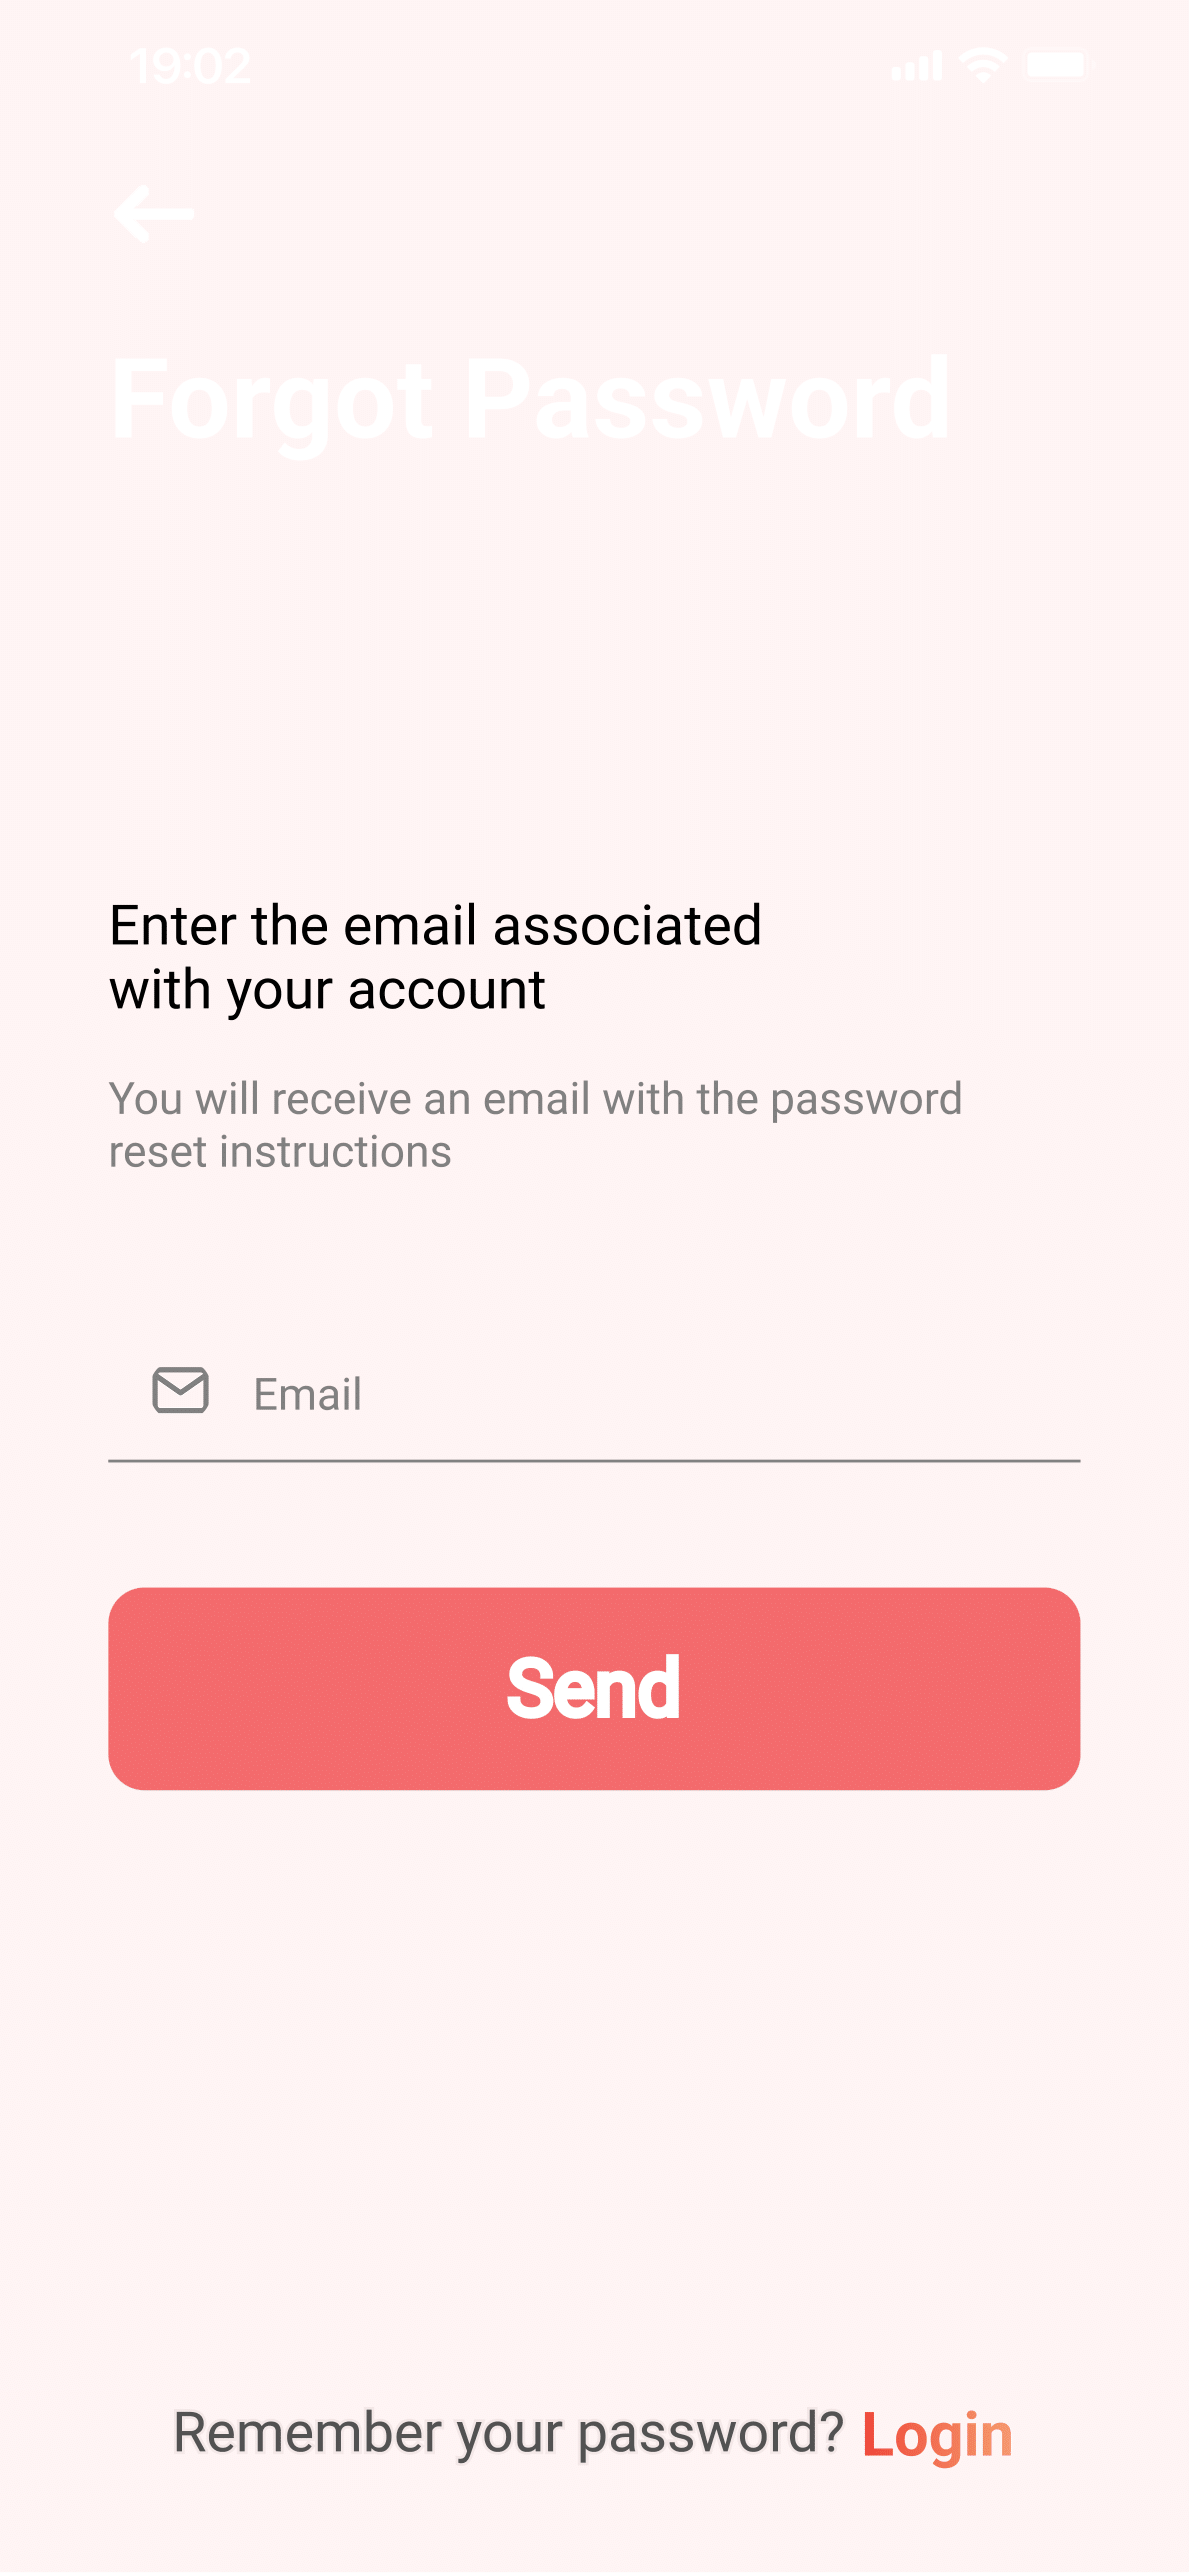 19:02
Forgot Password
Enter the email associated
with your account
You will receive an email with the password
reset instructions
Email
Send
Remember your password? Login